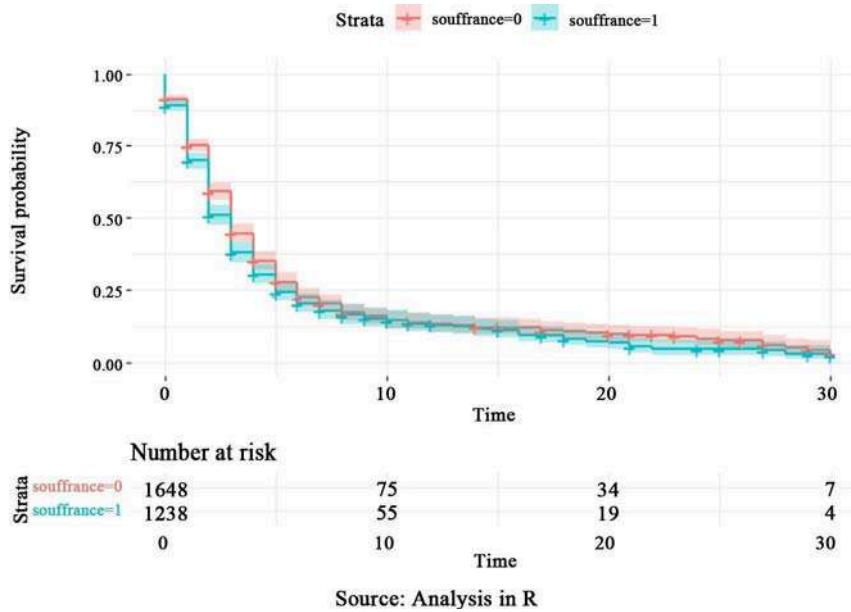 Strata souffrance=0 souffrance=1
Survival probability
1.00
0.75
0.50
0.25
0.00
0 10 20 30
Time
Number at risk
Strata
souffrance=0 1648 75 34 7
souffrance=1 1238 55 19 4
0 10 20 30
Time
Source: Analysis in R